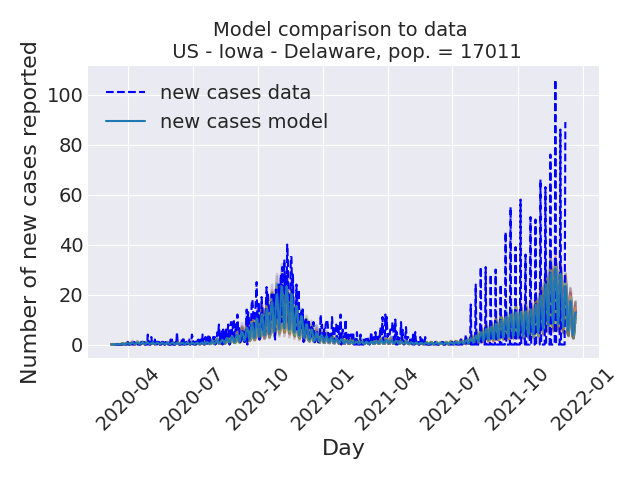 Model comparison to data
US - Iowa - Delaware, pop. = 17011
new cases data
new cases model
Number of new cases reported
100
80
60
40
20
0
2020-04
2020-07
2020-10
2021-01
2021-04
2021-07
2021-10
2022-01
Day